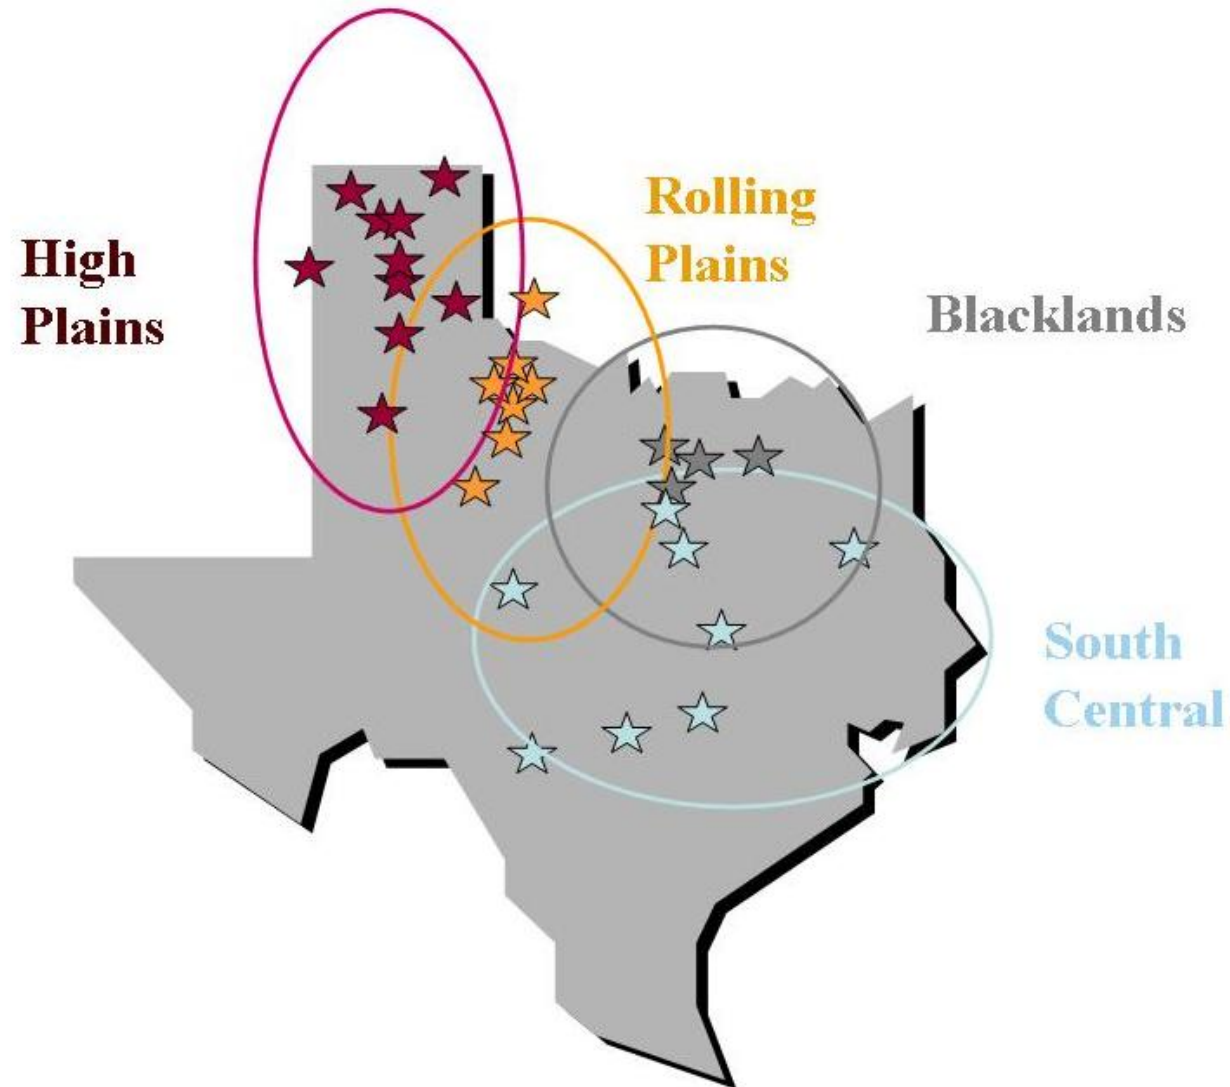 Rolling
Plains
High
Plains
Blacklands
South
Central